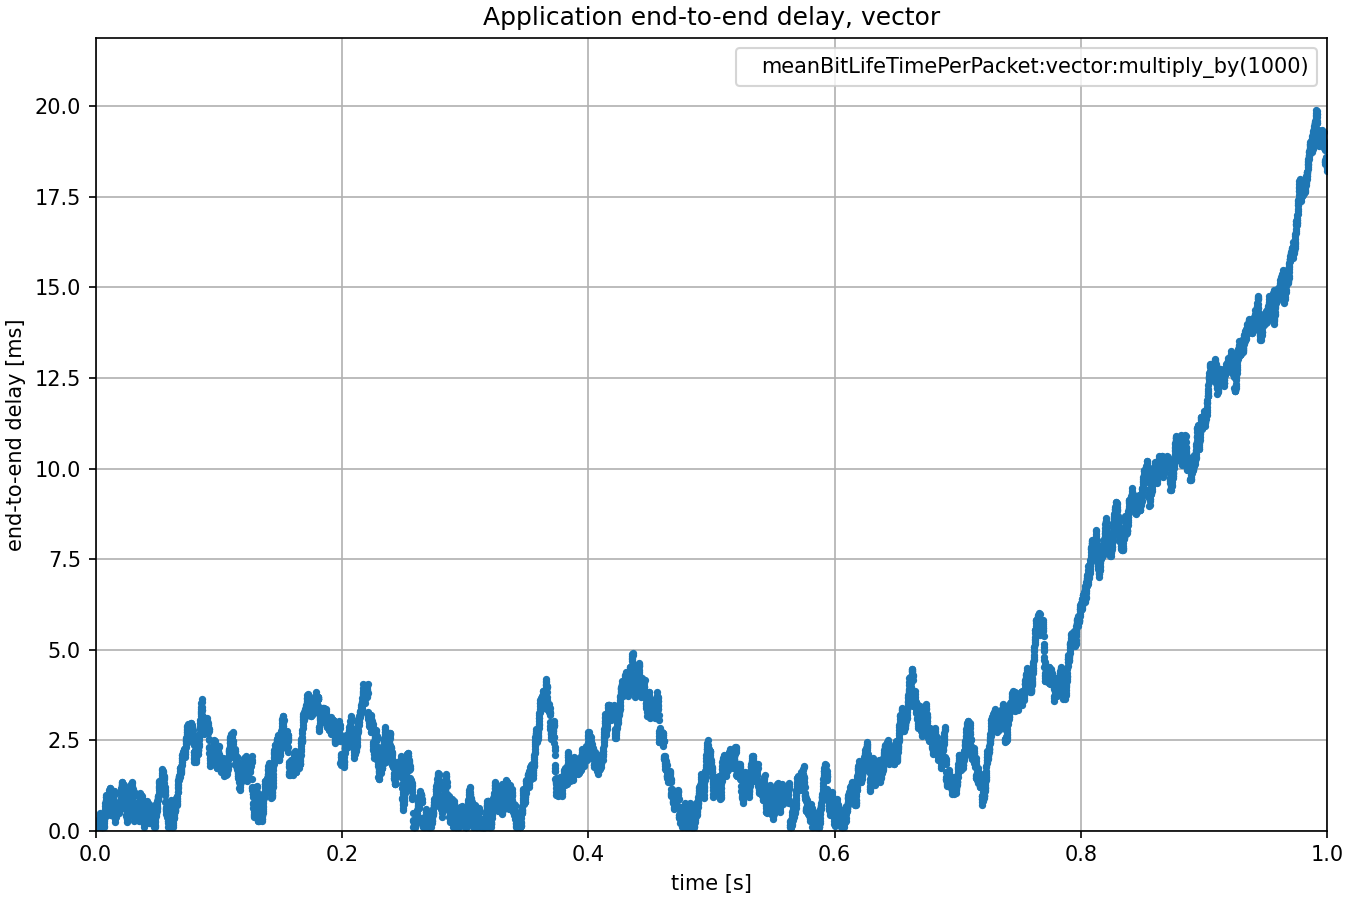 Application end-to-end delay, vector
meanBitLifeTimePerPacket:vector:multiply_by(1000)
end-to-end delay [ms]
20.0
17.5
15.0
12.5
10.0
7.5
5.0
2.5
0.0
0.0 0.2 0.4 0.6 0.8 1.0
time [s]